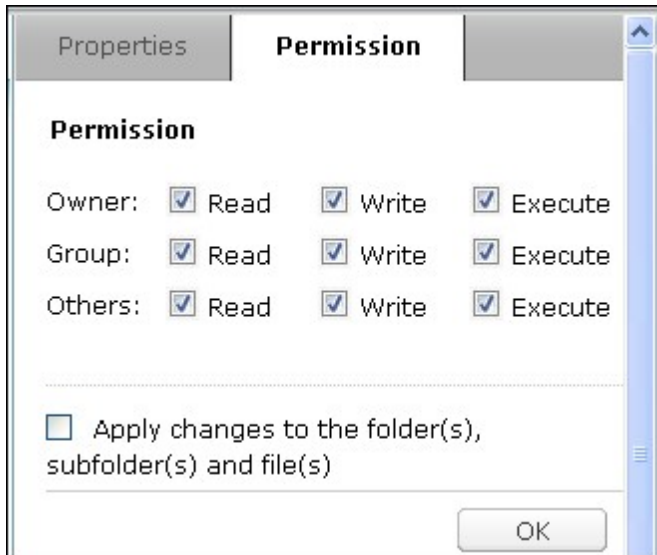 Properties Permission
Permission
Owner: Read Write Execute
Group: Read Write Execute
Others: Read Write Execute
Apply changes to the folder(s),
subfolder(s) and file(s)
OK